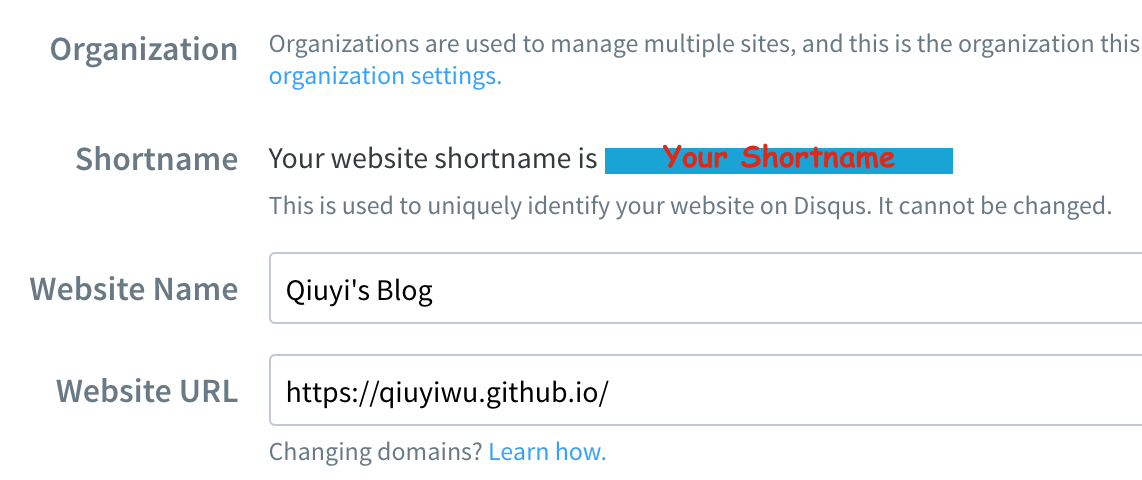 Organization
Organizations are used to manage multiple sites, and this is the organization this
organization settings.
Shortname
Your website shortname is Your Shortname
This is used to uniquely identify your website on Disqus. It cannot be changed.
Website Name
Qiuyi's Blog
Website URL
https://qiuyiwu.github.io/
Changing domains? Learn how.